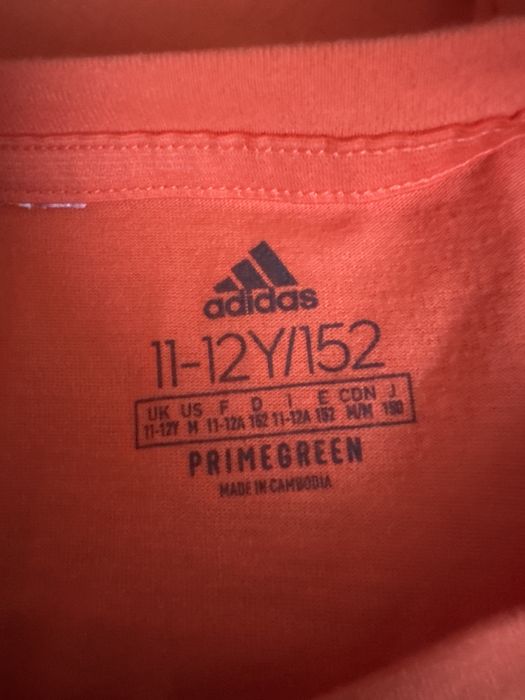 adidas
11-12Y/152
UK US F D I E CDN J
11-12Y M 11-12A 152 11-12A 152 M/M 150
PRIMEGREEN
MADE IN CAMBODIA